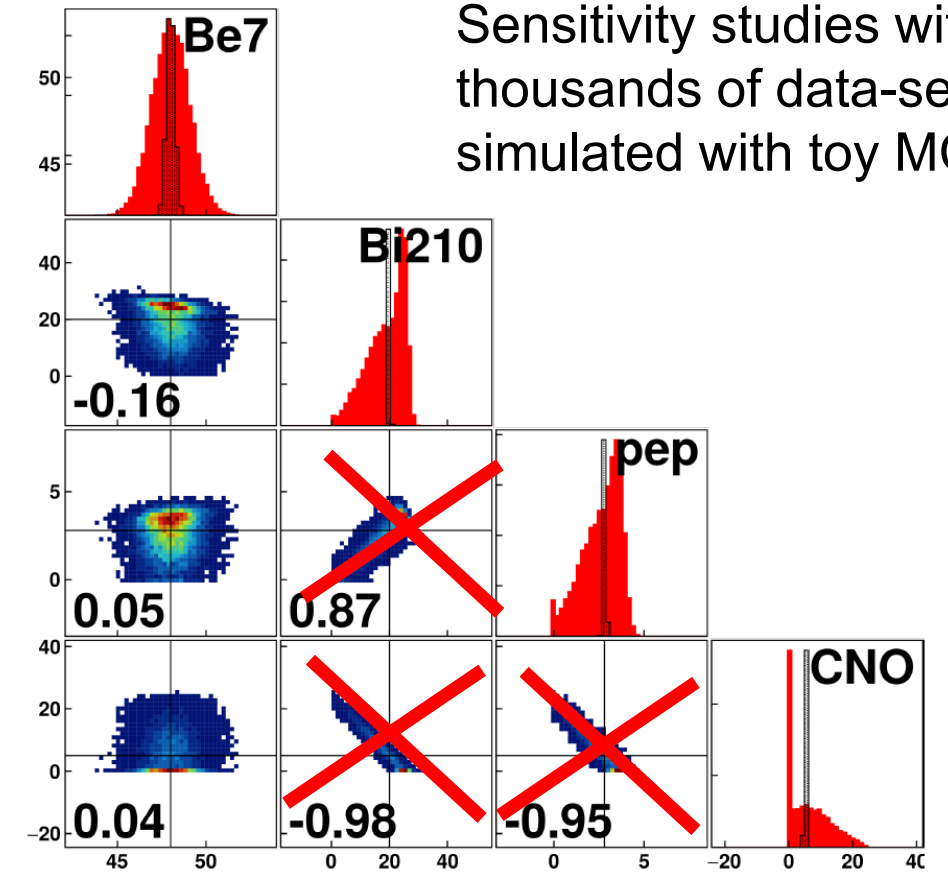 Be7
Sensitivity studies wi
thousands of data-se
simulated with toy MC
50
45
Bi210
40
20
0
-0.16
pep
5
0
0.05
0.87
CNO
40
20
0
−20
0.04
-0.98
-0.95
45 50 0 20 40 0 5 −20 0 20